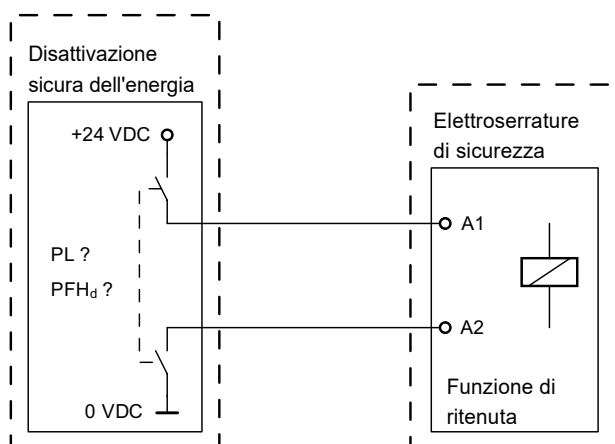 Disattivazione
sicura dell'energia
+24 VDC
PL ?
PFHd ?
0 VDC
Elettroserrature
di sicurezza
A1
A2
Funzione di
ritenuta